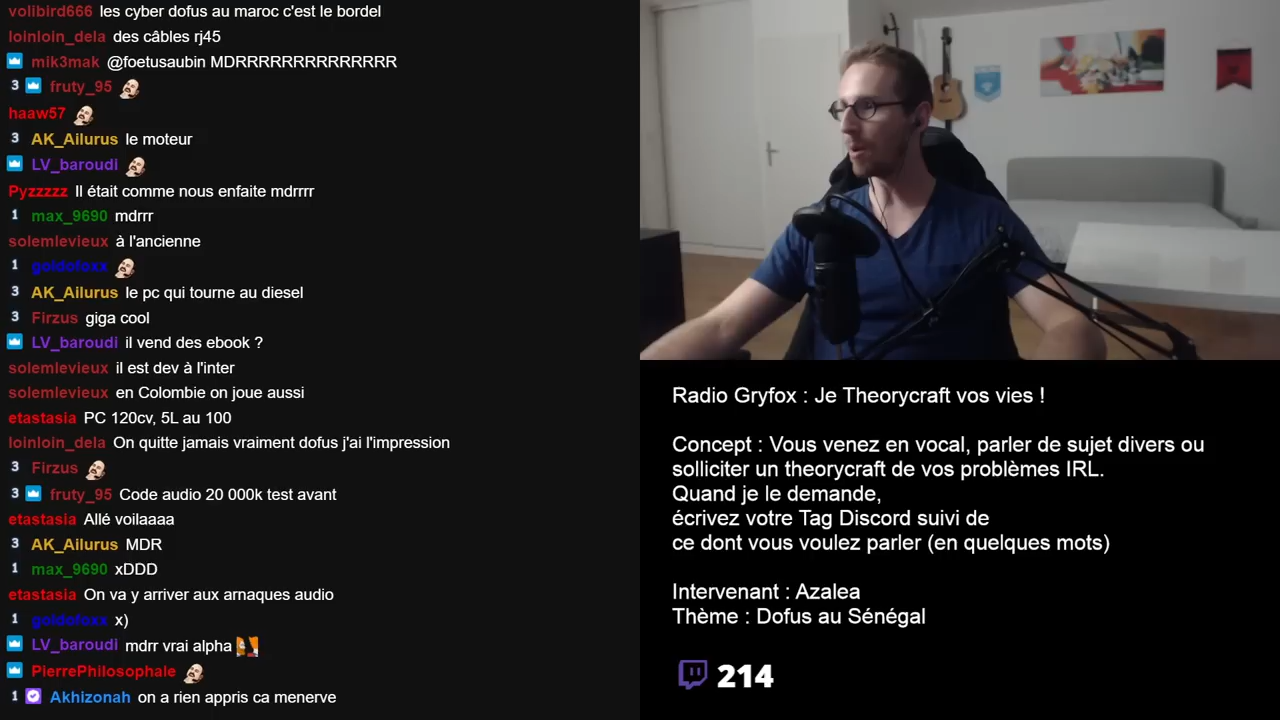 volibird666 les cyber dofus au maroc c'est le bordel
loinloin_dela des câbles rj45
mik3mak @foetusaubin MDRRRRRRRRRRRRRR
3 fruty_95
haaw57
3 AK_Ailurus le moteur
LV_baroudi
Pyzzzzz Il était comme nous enfaite mdrrrr
1 max_9690 mdrrr
solemlevieux à l'ancienne
1 goldofoxx
3 AK_Ailurus le pc qui tourne au diesel
3 Firzus giga cool
LV_baroudi il vend des ebook ?
solemlevieux il est dev à l'inter
solemlevieux en Colombie on joue aussi
etastasia PC 120cv, 5L au 100
loinloin_dela On quitte jamais vraiment dofus j'ai l'impression
3 Firzus
3 fruty_95 Code audio 20 000k test avant
etastasia Allé voilaaaa
3 AK_Ailurus MDR
1 max_9690 xDDD
etastasia On va y arriver aux arnaques audio
1 goldofoxx x)
LV_baroudi mdrr vrai alpha
PierrePhilosophale
1 Akhizonah on a rien appris ca menerve
Radio Gryfox : Je Theorycraft vos vies !
Concept : Vous venez en vocal, parler de sujet divers ou
solliciter un theorycraft de vos problèmes IRL.
Quand je le demande,
écrivez votre Tag Discord suivi de
ce dont vous voulez parler (en quelques mots)
Intervenant : Azalea
Thème : Dofus au Sénégal
214